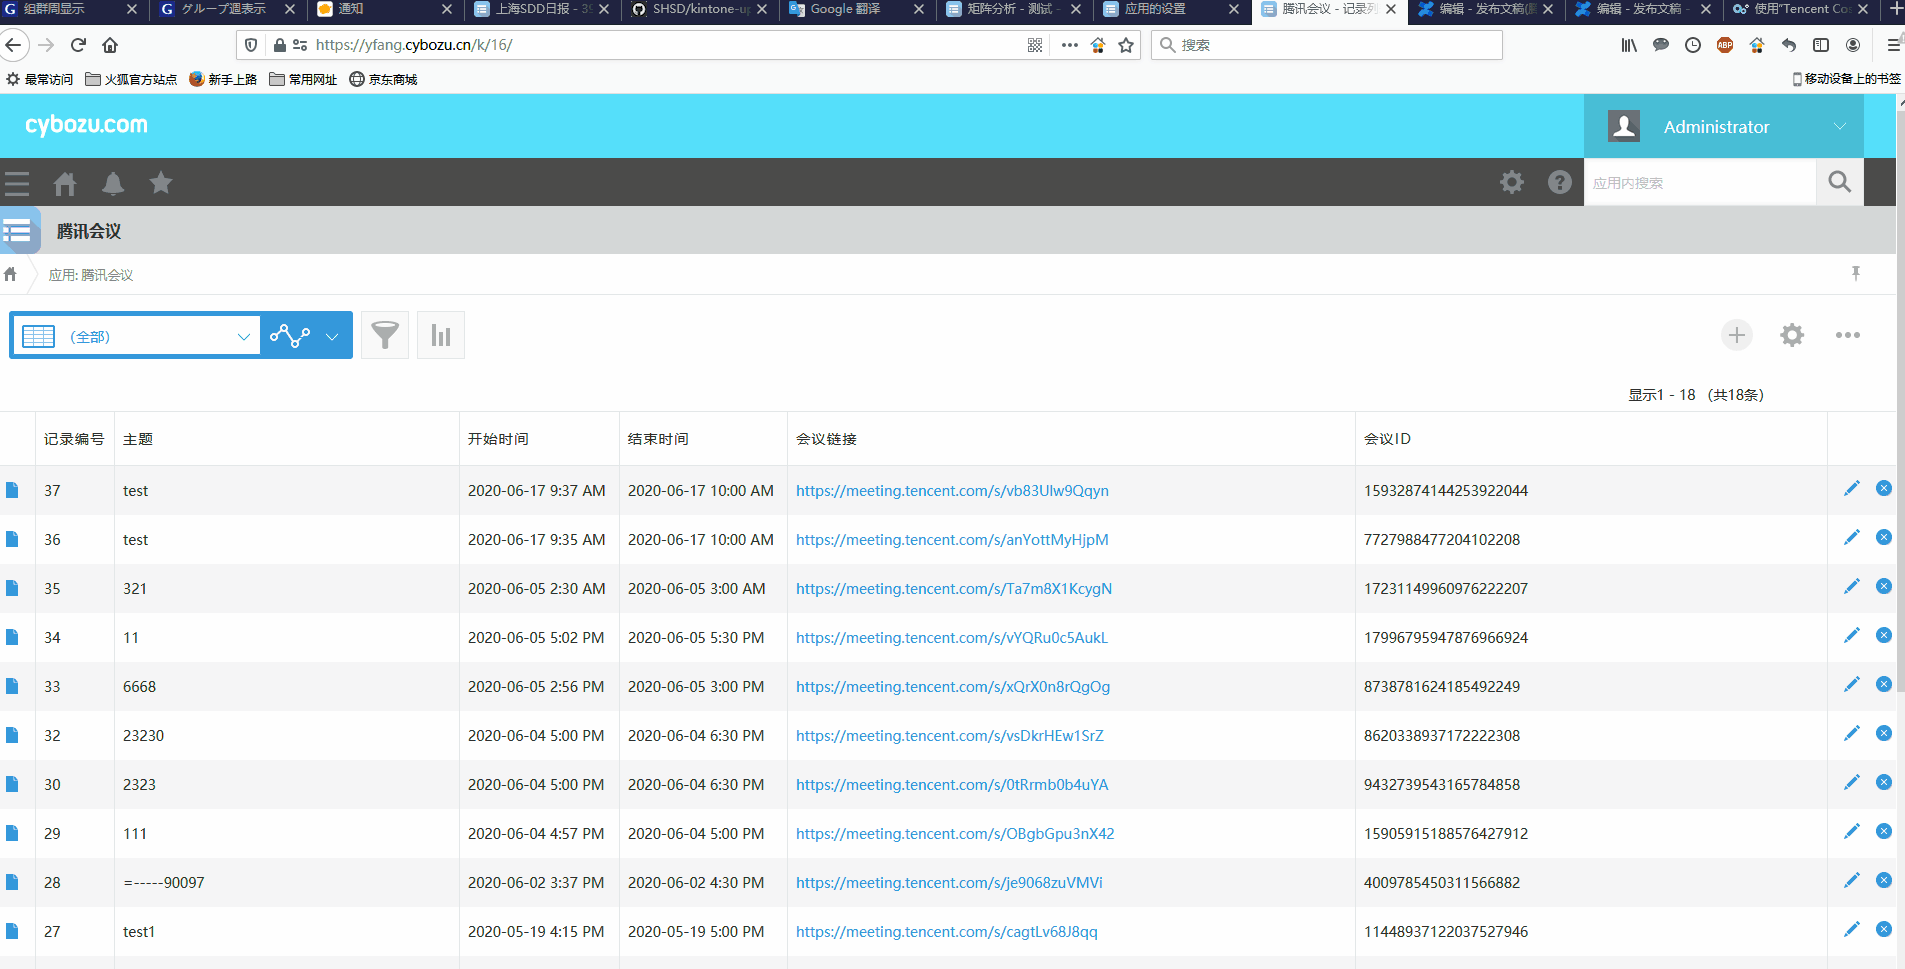 组群周显示
グループ週表示
通知
上海SDD日报 - 39
SHSD/kintone-up
Google 翻译
矩阵分析 - 测试 -
应用的设置
腾讯会议 - 记录列
编辑 - 发布文稿(
编辑 - 发布文稿 -
使用"Tencent Cos
https://yfang.cybozu.cn/k/16/
搜索
ABP
最常访问 火狐官方站点 新手上路 常用网址 京东商城
移动设备上的书签
cybozu.com
Administrator
应用内搜索
腾讯会议
应用: 腾讯会议
（全部）
显示1 - 18 （共18条）
记录编号 主题 开始时间 结束时间 会议链接 会议ID
37 test 2020-06-17 9:37 AM 2020-06-17 10:00 AM https://meeting.tencent.com/s/vb83Ulw9Qqyn 15932874144253922044
36 test 2020-06-17 9:35 AM 2020-06-17 10:00 AM https://meeting.tencent.com/s/anYottMyHjpM 7727988477204102208
35 321 2020-06-05 2:30 AM 2020-06-05 3:00 AM https://meeting.tencent.com/s/Ta7m8X1KcygN 17231149960976222207
34 11 2020-06-05 5:02 PM 2020-06-05 5:30 PM https://meeting.tencent.com/s/vYQRu0c5AukL 17996795947876966924
33 6668 2020-06-05 2:56 PM 2020-06-05 3:00 PM https://meeting.tencent.com/s/xQrX0n8rQgOg 8738781624185492249
32 23230 2020-06-04 5:00 PM 2020-06-04 6:30 PM https://meeting.tencent.com/s/vsDkrHEw1SrZ 8620338937172222308
30 2323 2020-06-04 5:00 PM 2020-06-04 6:30 PM https://meeting.tencent.com/s/0tRrmb0b4uYA 9432739543165784858
29 111 2020-06-04 4:57 PM 2020-06-04 5:00 PM https://meeting.tencent.com/s/OBgbGpu3nX42 15905915188576427912
28 =-----90097 2020-06-02 3:37 PM 2020-06-02 4:30 PM https://meeting.tencent.com/s/je9068zuVMVi 4009785450311566882
27 test1 2020-05-19 4:15 PM 2020-05-19 5:00 PM https://meeting.tencent.com/s/cagtLv68J8qq 11448937122037527946